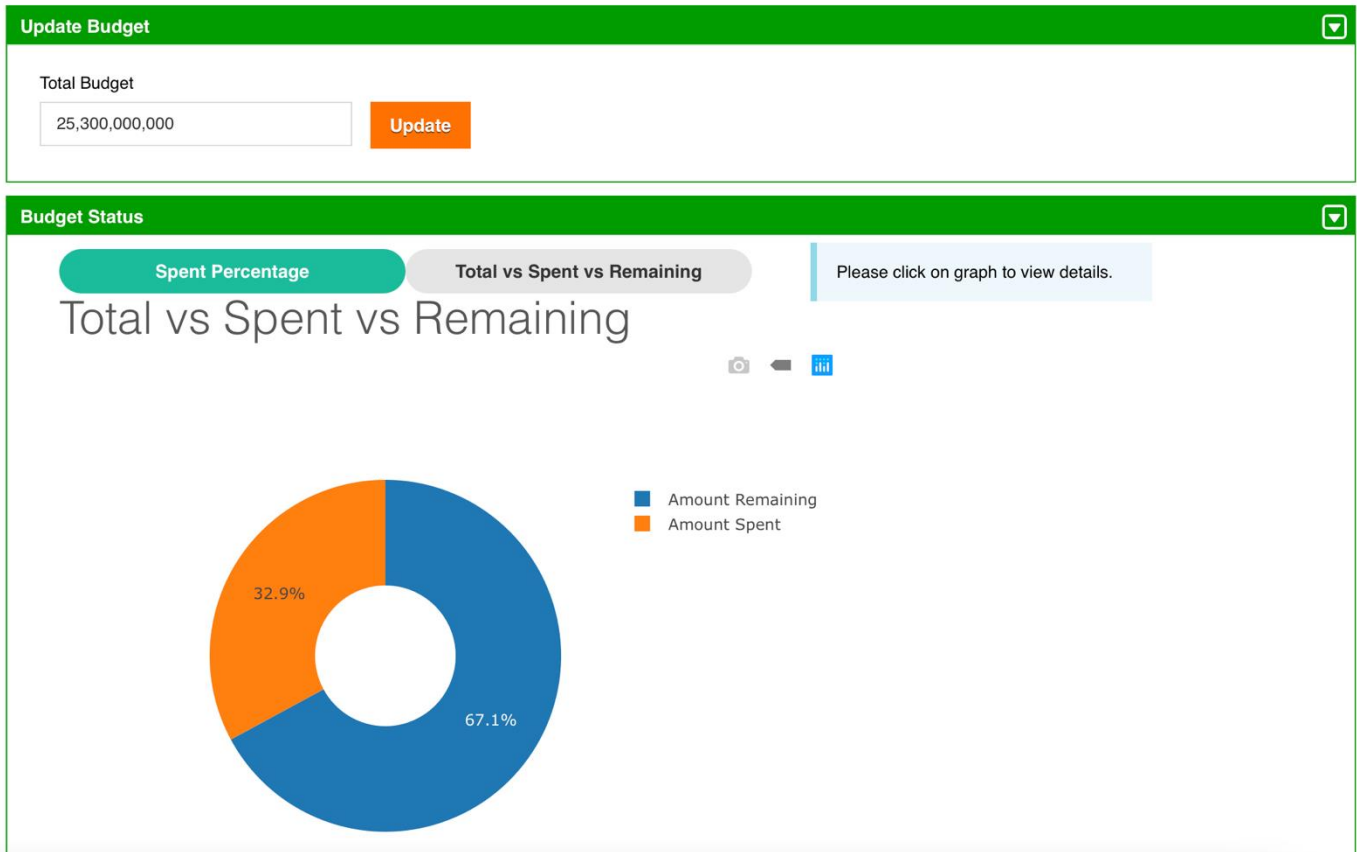 Update Budget
Total Budget
25,300,000,000
Update
Budget Status
Spent Percentage
Total vs Spent vs Remaining
Please click on graph to view details.
Total vs Spent vs Remaining
Amount Remaining
Amount Spent
32.9%
67.1%